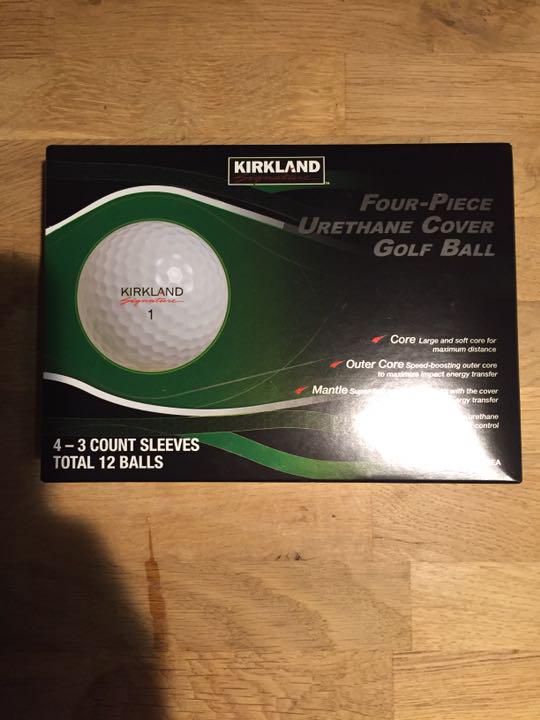 KIRKLAND
Signature
TM
FOUR-PIECE
URETHANE COVER
GOLF BALL
KIRKLAND
Signature
1
Core Large and soft core for
maximum distance
Outer Core Speed-boosting outer core
to maximize impact energy transfer
Mantle with the cover
energy transfer
urethane
control
4 – 3 COUNT SLEEVES
TOTAL 12 BALLS